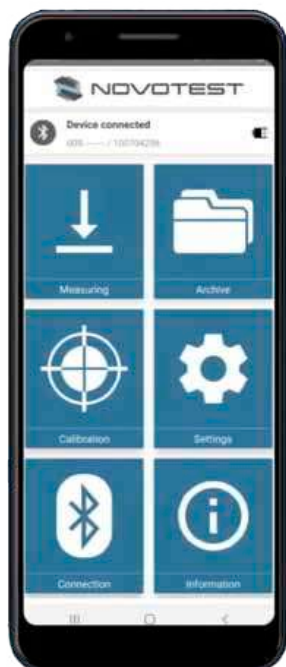 NOVOTEST
Device connected
Measuring
Archive
Calibration
Settings
Connection
Information